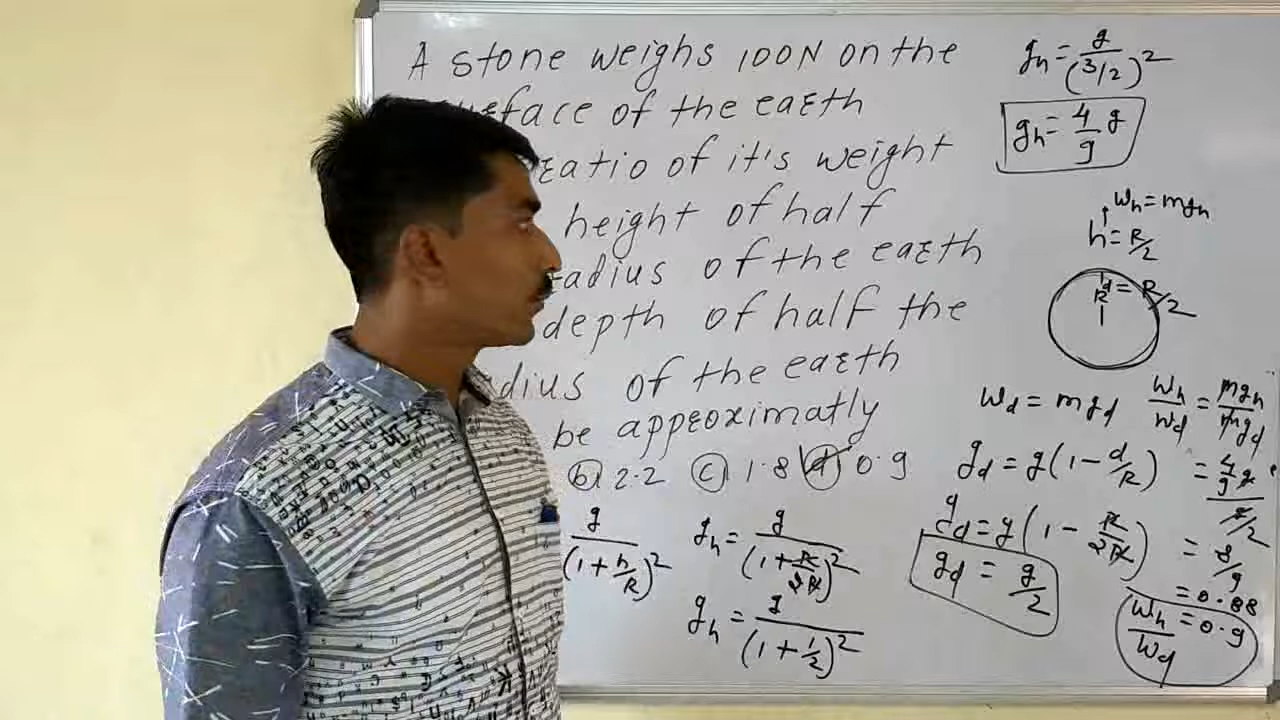 A stone weighs 100N on the
face of the earth
ratio of it's weight
height of half
radius of the earth
depth of half the
dius of the earth
be approximatly
(b) 2.2 (c) 1.8 (d) 0.9
g / (1 + h/R)²
gh = g / (1 + R/2R)²
gh = g / (1 + 1/2)²
gh = g / (3/2)²
gh = 4/9 g
Wh = mgh
h = R/2
d = R/2
R
Wd = mgd
gd = g(1 - d/R)
gd = g(1 - R/2R)
gd = g/2
Wh/Wd = mgh/mgd
= 4/9 g / g/2
= 8/9
= 0.88
Wh/Wd = 0.9